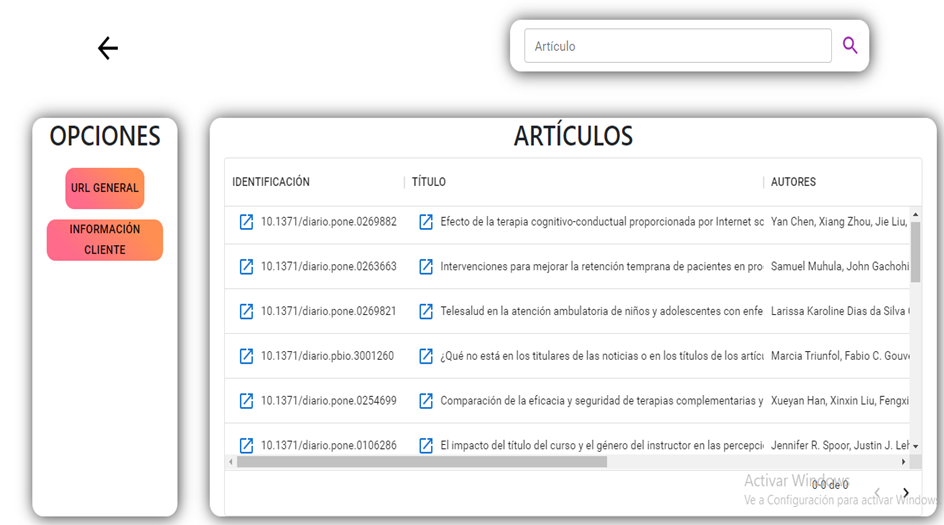 Artículo
OPCIONES
URL GENERAL
INFORMACIÓN
CLIENTE
ARTÍCULOS
IDENTIFICACIÓN TÍTULO AUTORES
10.1371/diario.pone.0269882 Efecto de la terapia cognitivo-conductual proporcionada por Internet sc Yan Chen, Xiang Zhou, Jie Liu,
10.1371/diario.pone.0263663 Intervenciones para mejorar la retención temprana de pacientes en pro Samuel Muhula, John Gachohi
10.1371/diario.pone.0269821 Telesalud en la atención ambulatoria de niños y adolescentes con enfe Larissa Karoline Dias da Silva
10.1371/diario.pbio.3001260 ¿Qué no está en los titulares de las noticias o en los títulos de los artícu Marcia Triunfol, Fabio C. Gouve
10.1371/diario.pone.0254699 Comparación de la eficacia y seguridad de terapias complementarias y Xueyan Han, Xinxin Liu, Fengxi
10.1371/diario.pone.0106286 El impacto del título del curso y el género del instructor en las percepci Jennifer R. Spoor, Justin J. Leh
0-0 de 0
Activar Windows
Ve a Configuración para activar Windows.